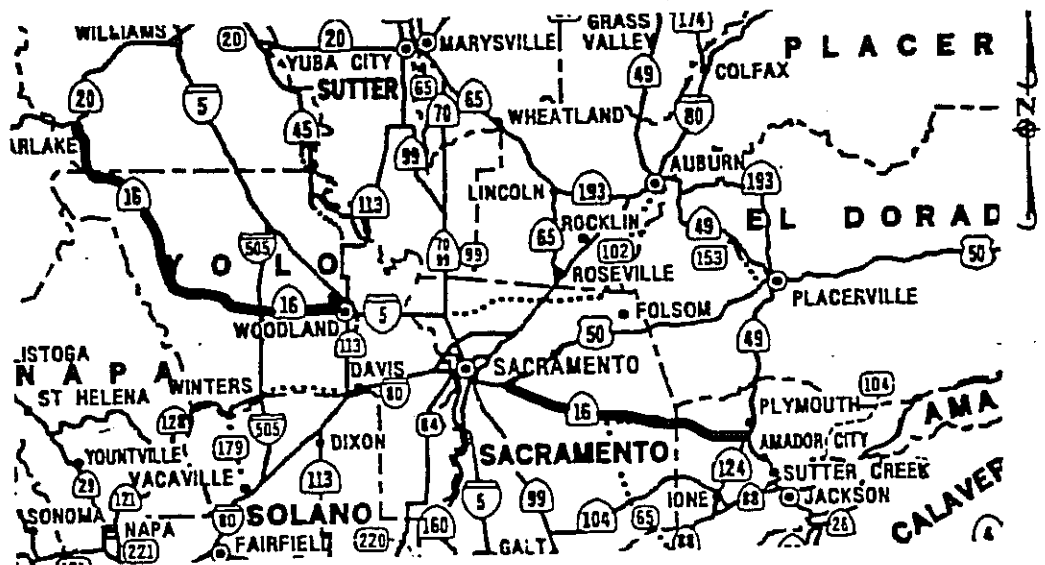 WILLIAMS 20 20 MARYSVILLE GRASS 174 PLACER
YUBA CITY VALLEY
SUTTER 65 49 COLFAX
20 5 70 65 80
45 WHEATLAND
99 N
AUBURN
16 113 LINCOLN 193 193
ROCKLIN EL DORAD
505 70 99 99 65 102 49 50
YOLO 153
ROSEVILLE
16 5 PLACERVILLE
WOODLAND FOLSOM
113 50 49
NAPA DAVIS SACRAMENTO
WINTERS 80 104
ST HELENA 16 PLYMOUTH AMA
128 505 84
179 DIXON AMADOR CITY
YOUNTVILLE SACRAMENTO 124
VACAVILLE SUTTER CREEK
29 121 113 5 99 IONE 88 JACKSON
SONOMA SOLANO 160 104 65 26
NAPA 80 CALAVER
221 FAIRFIELD 220 GALT 88 4